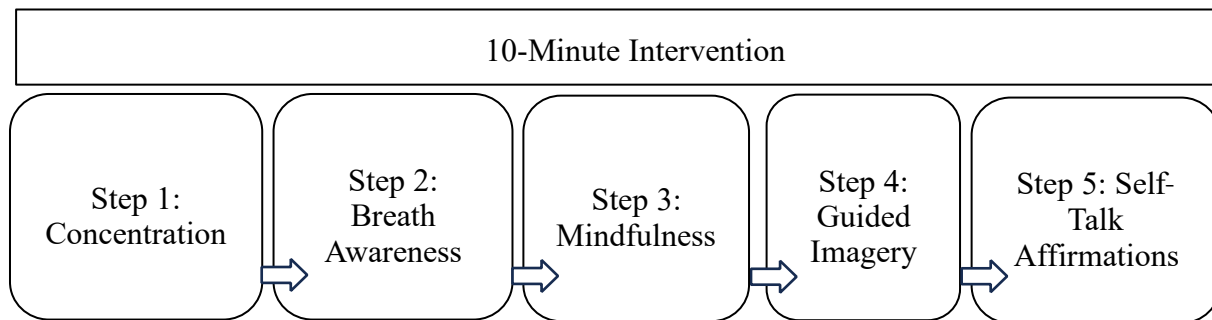 10-Minute Intervention
Step 1:
Concentration
Step 2:
Breath
Awareness
Step 3:
Mindfulness
Step 4:
Guided
Imagery
Step 5: Self-
Talk
Affirmations